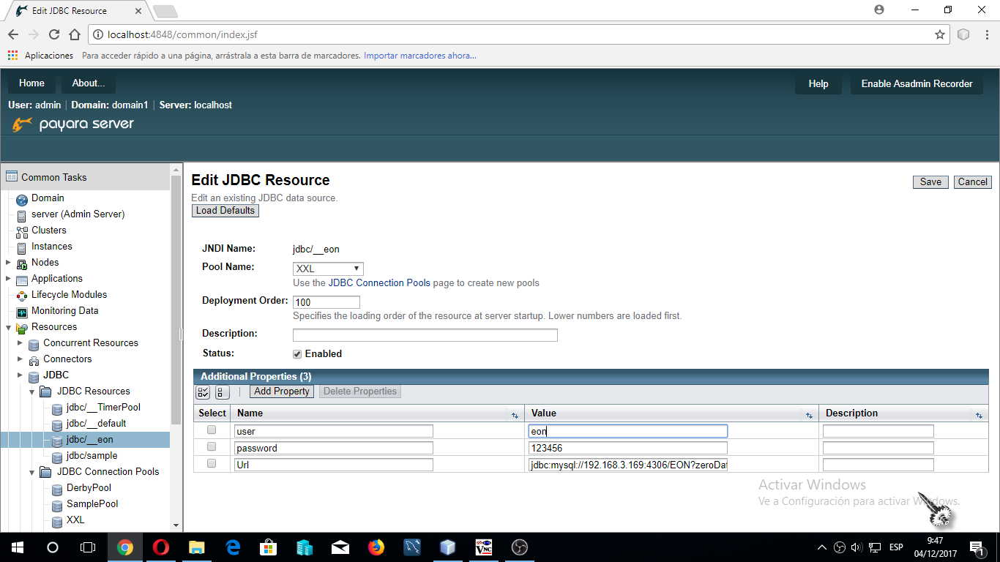 Edit JDBC Resource
localhost:4848/common/index.jsf
Aplicaciones Para acceder rápido a una página, arrástrala a esta barra de marcadores. Importar marcadores ahora...
Home About... Help Enable Asadmin Recorder
User: admin Domain: domain1 Server: localhost
payara server
Common Tasks
Domain
server (Admin Server)
Clusters
Instances
Nodes
Applications
Lifecycle Modules
Monitoring Data
Resources
Concurrent Resources
Connectors
JDBC
JDBC Resources
jdbc/__TimerPool
jdbc/__default
jdbc/__eon
jdbc/sample
JDBC Connection Pools
DerbyPool
SamplePool
XXL
Edit JDBC Resource
Save Cancel
Edit an existing JDBC data source.
Load Defaults
JNDI Name: jdbc/__eon
Pool Name: XXL
Use the JDBC Connection Pools page to create new pools
Deployment Order: 100
Specifies the loading order of the resource at server startup. Lower numbers are loaded first.
Description:
Status: Enabled
Additional Properties (3)
Add Property Delete Properties
Select Name Value Description
user eon
password 123456
Url jdbc:mysql://192.168.3.169:4306/EON?zeroDat
Activar Windows
Ve a Configuración para activar Windows.
VNC
ESP
9:47
04/12/2017
1